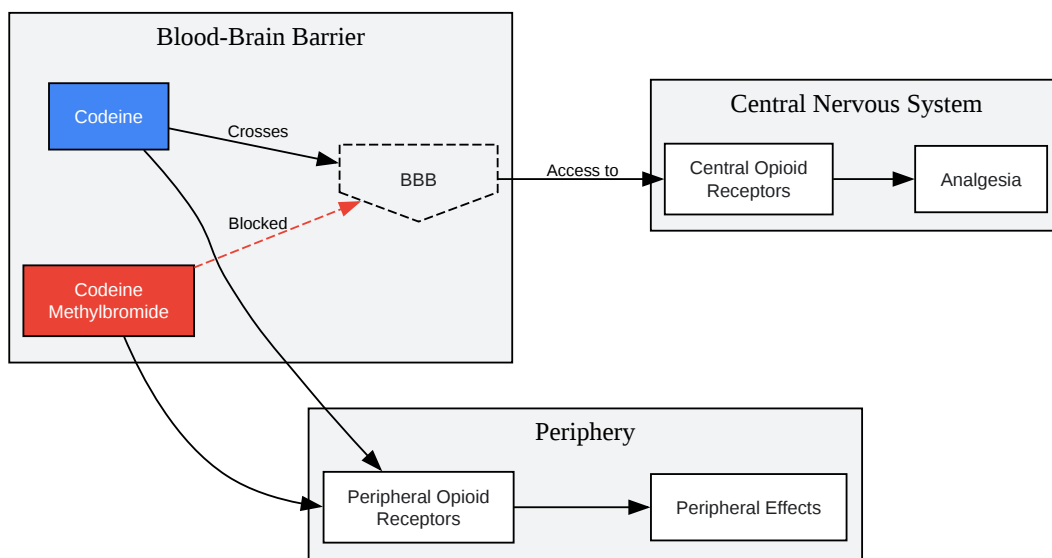 Blood-Brain Barrier
Codeine
Crosses
BBB
Blocked
Codeine
Methylbromide
Access to
Central Nervous System
Central Opioid
Receptors
Analgesia
Periphery
Peripheral Opioid
Receptors
Peripheral Effects